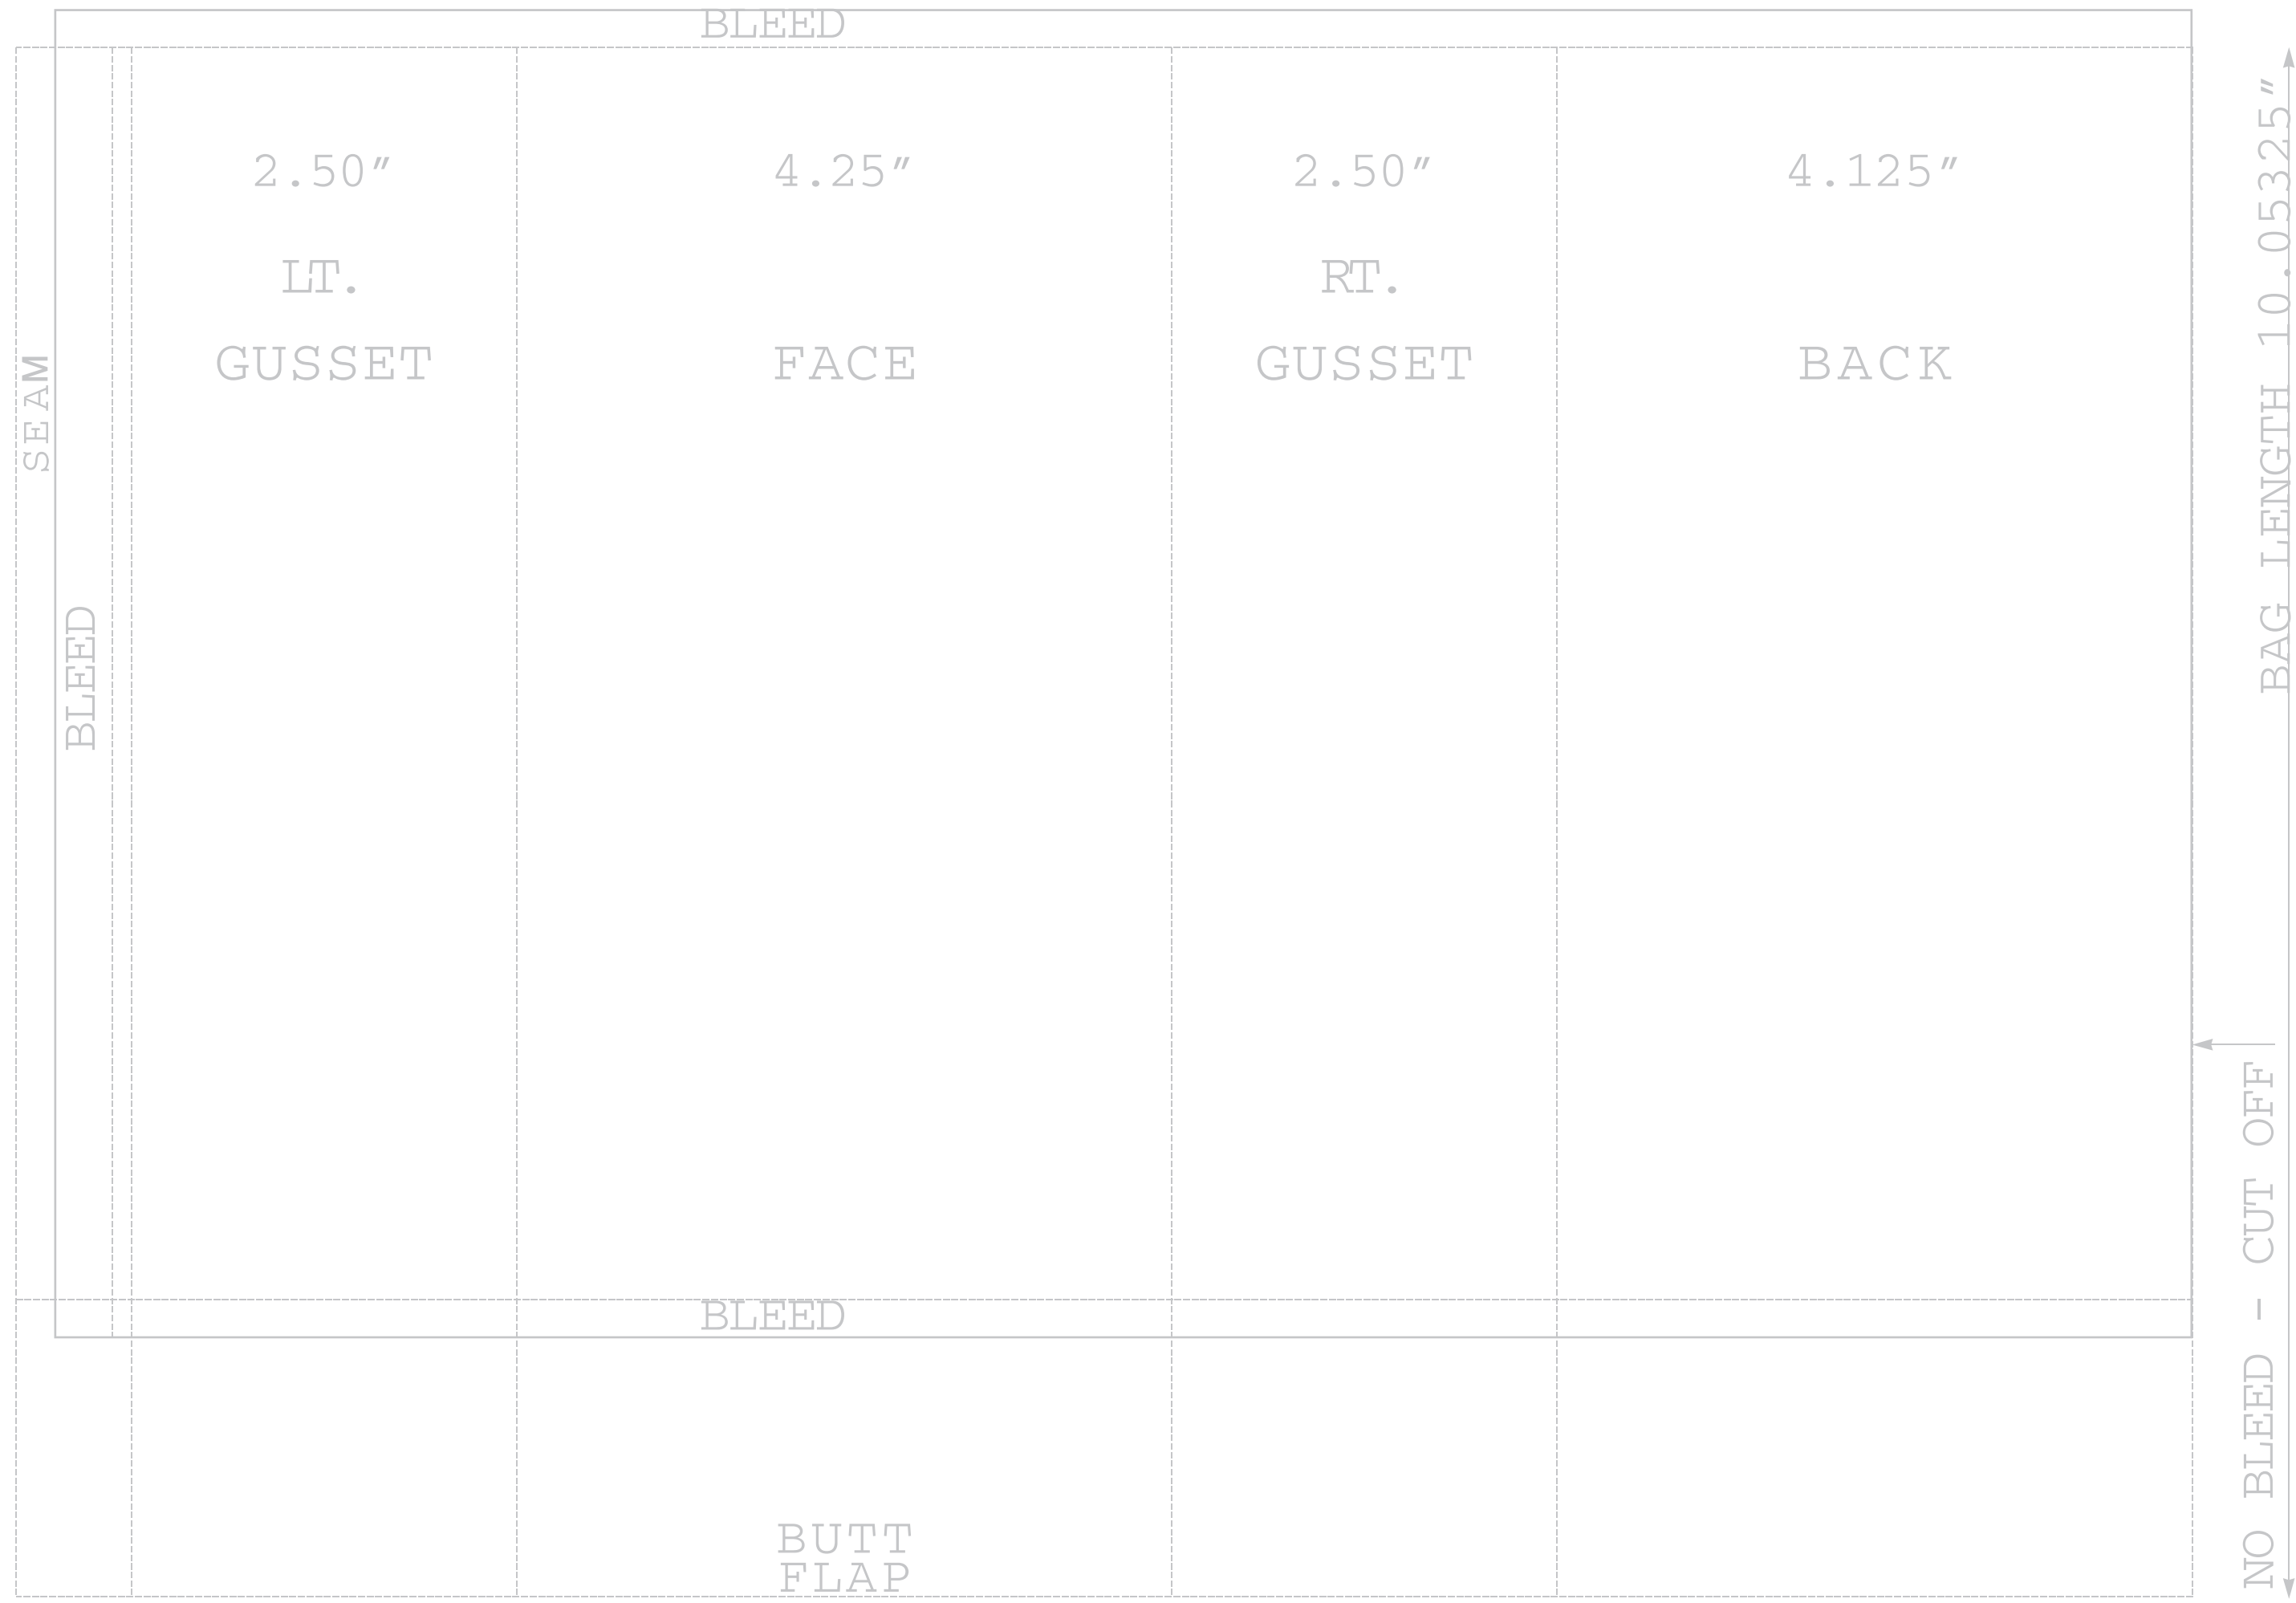 BLEED
2.50″
4.25″
2.50″
4.125″
LT.
GUSSET
FACE
RT.
GUSSET
BACK
SEAM
BLEED
BAG LENGTH 10.05325″
NO BLEED - CUT OFF
BLEED
BUTT
FLAP